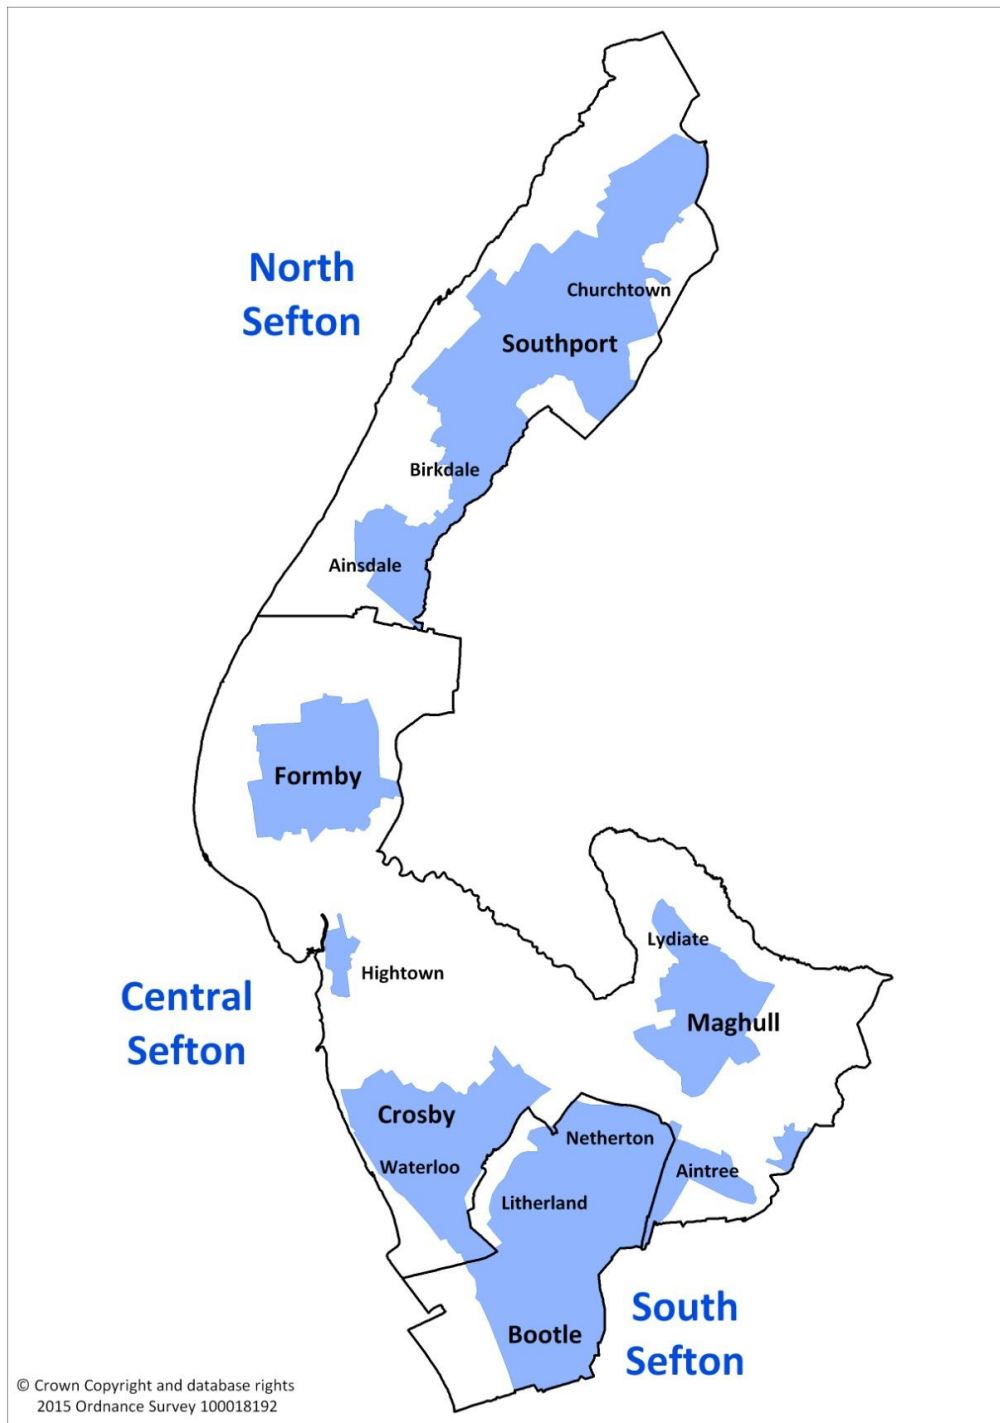 North
Sefton
Churchtown
Southport
Birkdale
Ainsdale
Formby
Lydiate
Hightown
Central
Sefton
Maghull
Crosby
Netherton
Waterloo
Aintree
Litherland
South
Sefton
Bootle
© Crown Copyright and database rights
2015 Ordnance Survey 100018192